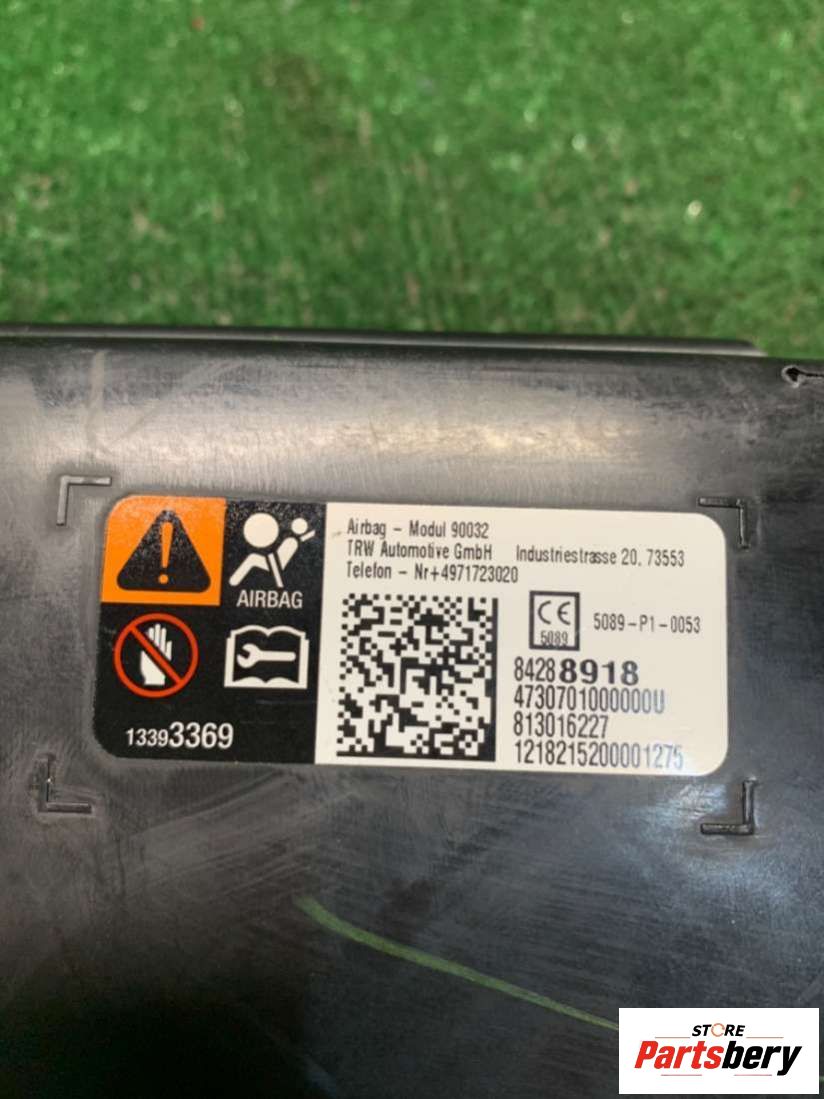 Airbag - Modul 90032
TRW Automotive GmbH Industriestrasse 20, 73553
Telefon - Nr+4971723020
AIRBAG
CE
5089
5089-P1-0053
84288918
4730701000000U
813016227
1218215200001275
13393369
STORE
Partsbery